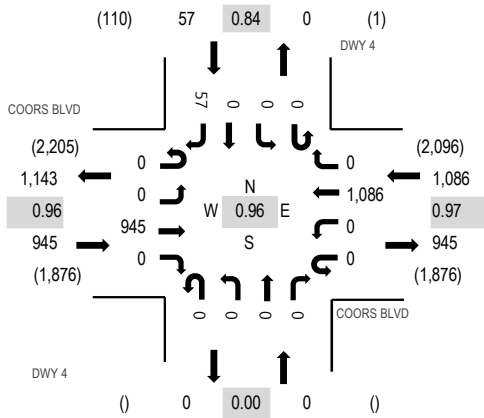 (110) 57 0.84 0 (1)
DWY 4
57 0 0 0
COORS BLVD
(2,205) 0 0 (2,096)
1,143 1,086
0 N 1,086
0.96 W 0.96 E 0.97
945 945 S 0 945
0 0
(1,876) (1,876)
0 0 0 0
COORS BLVD
DWY 4
() 0 0.00 0 ()